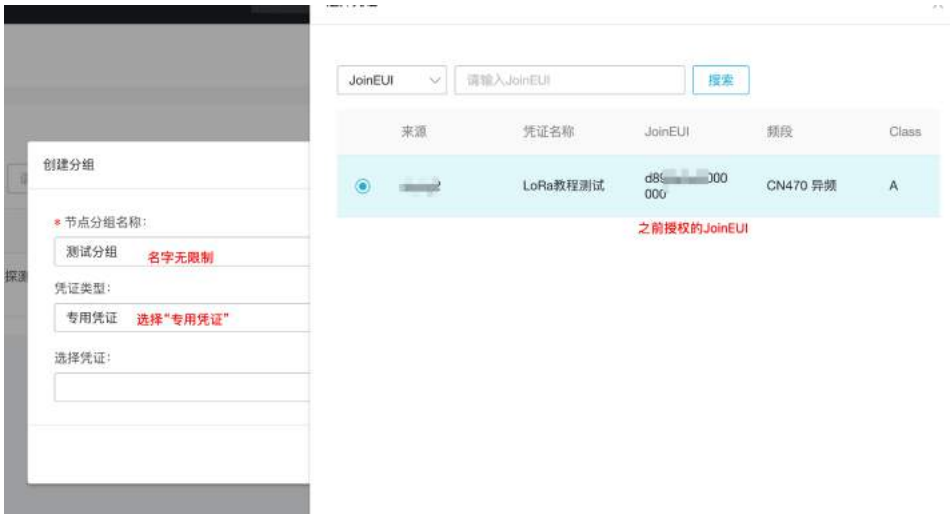 JoinEUI
请输入JoinEUI
搜索
来源
凭证名称
JoinEUI
频段
Class
LoRa教程测试
CN470 异频
A
000
之前授权的JoinEUI
创建分组
* 节点分组名称:
测试分组
名字无限制
凭证类型:
专用凭证
选择“专用凭证”
选择凭证:
探测